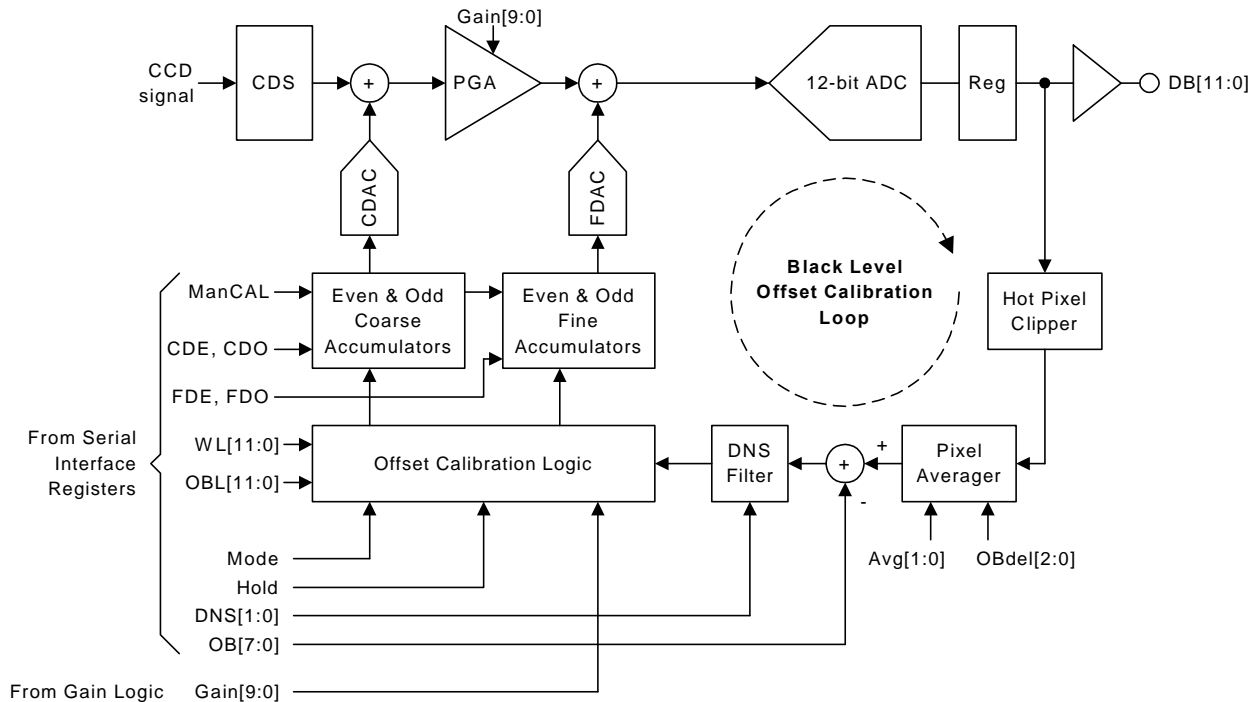 Gain[9:0]
CCD
signal
CDS
+
PGA
+
12-bit ADC
Reg
DB[11:0]
CDAC
FDAC
Black Level
Offset Calibration
Loop
ManCAL
Even & Odd
Coarse
Accumulators
Even & Odd
Fine
Accumulators
Hot Pixel
Clipper
CDE, CDO
FDE, FDO
From Serial
Interface
Registers
WL[11:0]
OBL[11:0]
Offset Calibration Logic
DNS
Filter
+
+
-
Pixel
Averager
Avg[1:0]
OBdel[2:0]
Mode
Hold
DNS[1:0]
OB[7:0]
From Gain Logic
Gain[9:0]